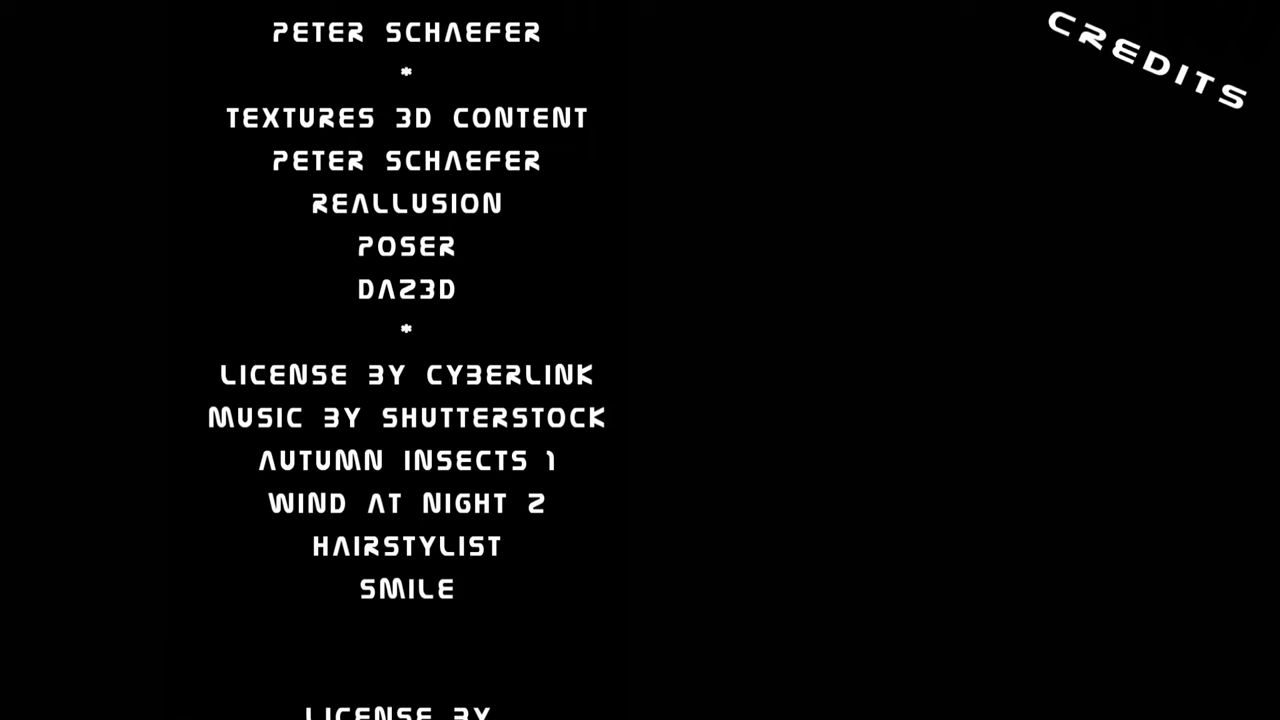 PETER SCHAEFER
CREDITS
*
TEXTURES 3D CONTENT
PETER SCHAEFER
REALLUSION
POSER
DAZ3D
*
LICENSE BY CYBERLINK
MUSIC BY SHUTTERSTOCK
AUTUMN INSECTS 1
WIND AT NIGHT 2
HAIRSTYLIST
SMILE
LICENSE BY